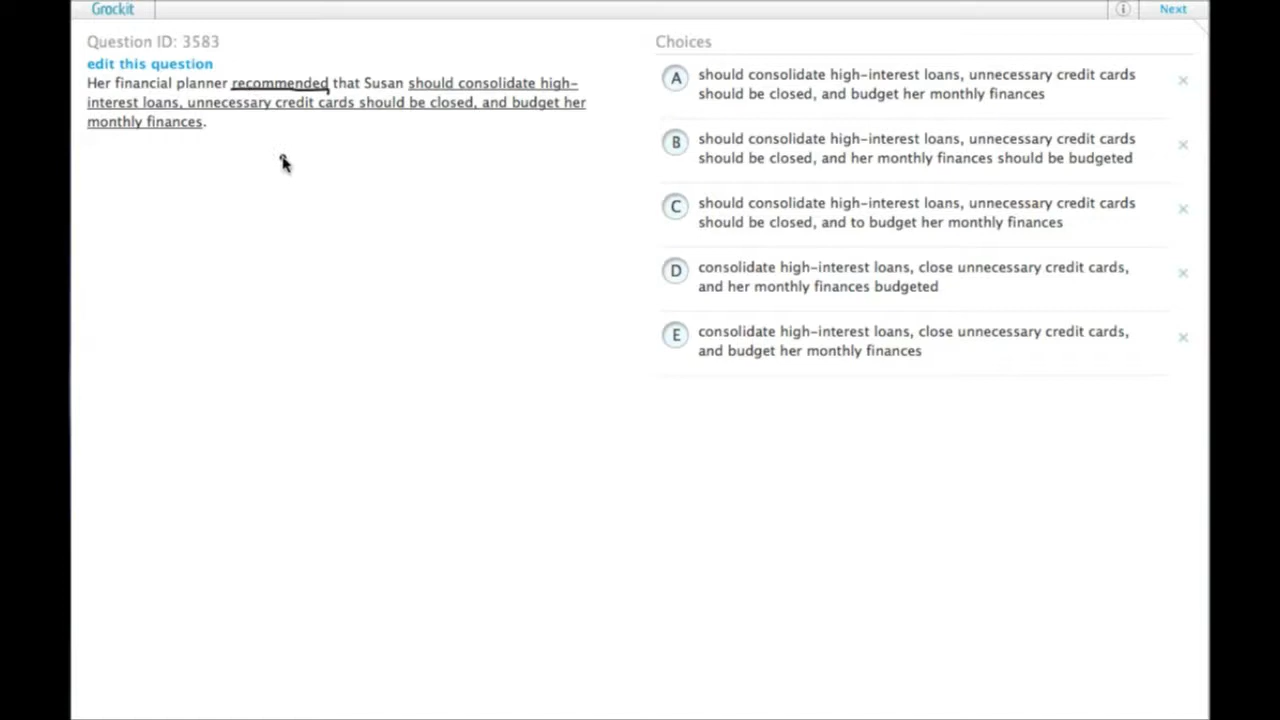 Grockit
i
Next
Question ID: 3583
edit this question
Her financial planner recommended that Susan should consolidate high-
interest loans, unnecessary credit cards should be closed, and budget her
monthly finances.
Choices
A should consolidate high-interest loans, unnecessary credit cards
should be closed, and budget her monthly finances
B should consolidate high-interest loans, unnecessary credit cards
should be closed, and her monthly finances should be budgeted
C should consolidate high-interest loans, unnecessary credit cards
should be closed, and to budget her monthly finances
D consolidate high-interest loans, close unnecessary credit cards,
and her monthly finances budgeted
E consolidate high-interest loans, close unnecessary credit cards,
and budget her monthly finances